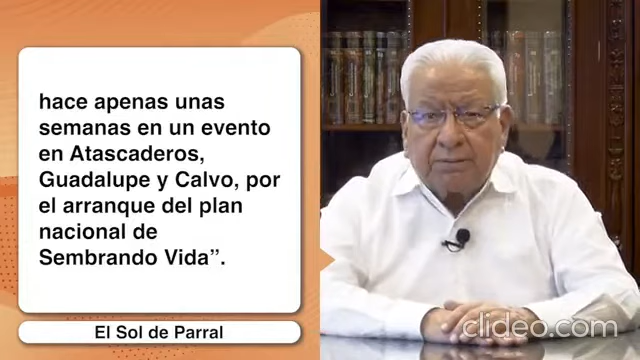 hace apenas unas
semanas en un evento
en Atascaderos,
Guadalupe y Calvo, por
el arranque del plan
nacional de
Sembrando Vida”.
El Sol de Parral
clideo.com